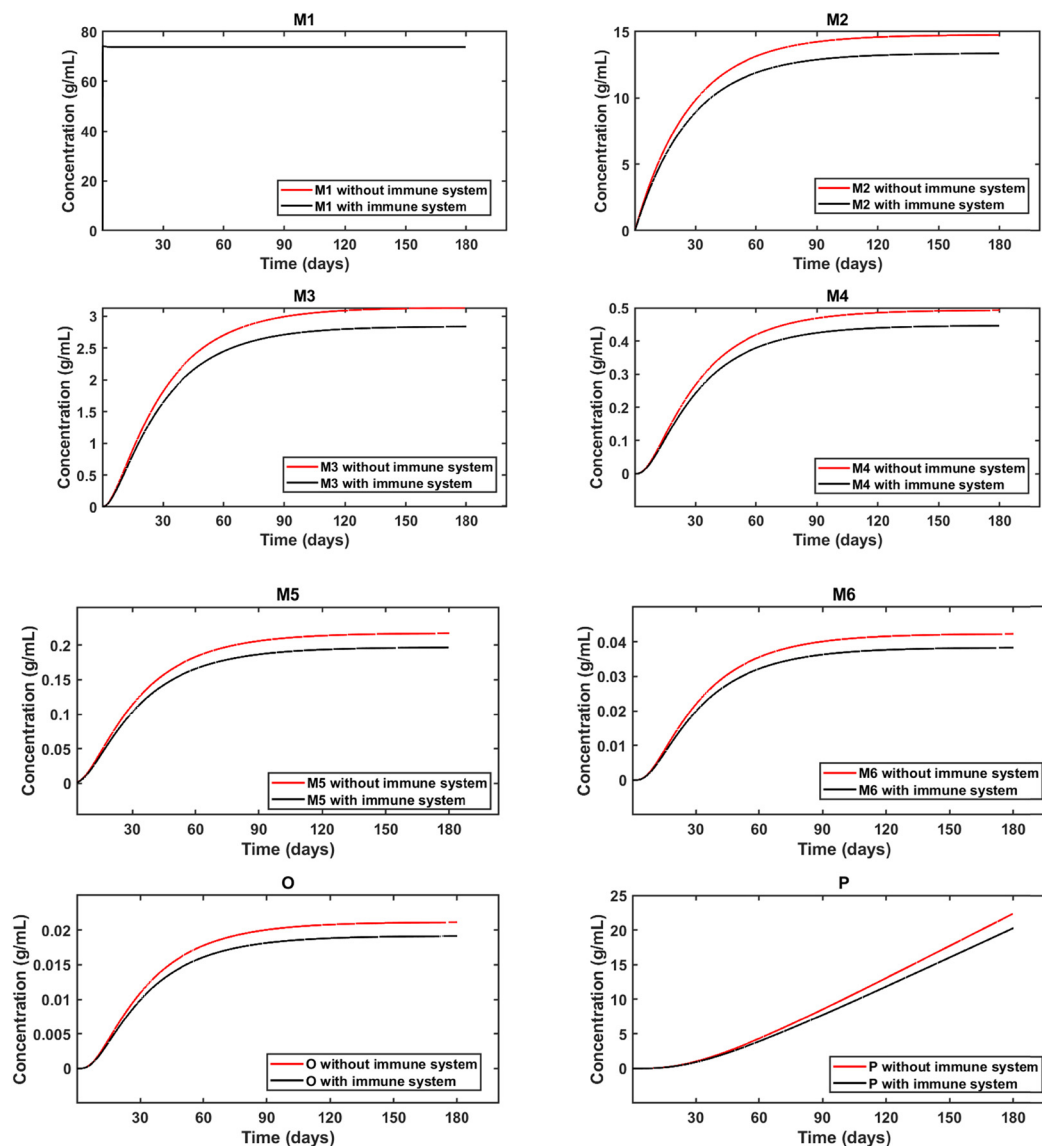 M1
80
60
40
20
0
Concentration (g/mL)
M1 without immune system
M1 with immune system
30 60 90 120 150 180
Time (days)
M2
15
10
5
0
Concentration (g/mL)
M2 without immune system
M2 with immune system
30 60 90 120 150 180
Time (days)
M3
3
2.5
2
1.5
1
0.5
0
Concentration (g/mL)
M3 without immune system
M3 with immune system
30 60 90 120 150 180
Time (days)
M4
0.5
0.4
0.3
0.2
0.1
0
Concentration (g/mL)
M4 without immune system
M4 with immune system
30 60 90 120 150 180
Time (days)
M5
0.2
0.15
0.1
0.05
0
Concentration (g/mL)
M5 without immune system
M5 with immune system
30 60 90 120 150 180
Time (days)
M6
0.04
0.03
0.02
0.01
0
Concentration (g/mL)
M6 without immune system
M6 with immune system
30 60 90 120 150 180
Time (days)
O
0.02
0.015
0.01
0.005
0
Concentration (g/mL)
O without immune system
O with immune system
30 60 90 120 150 180
Time (days)
P
25
20
15
10
5
0
Concentration (g/mL)
P without immune system
P with immune system
30 60 90 120 150 180
Time (days)